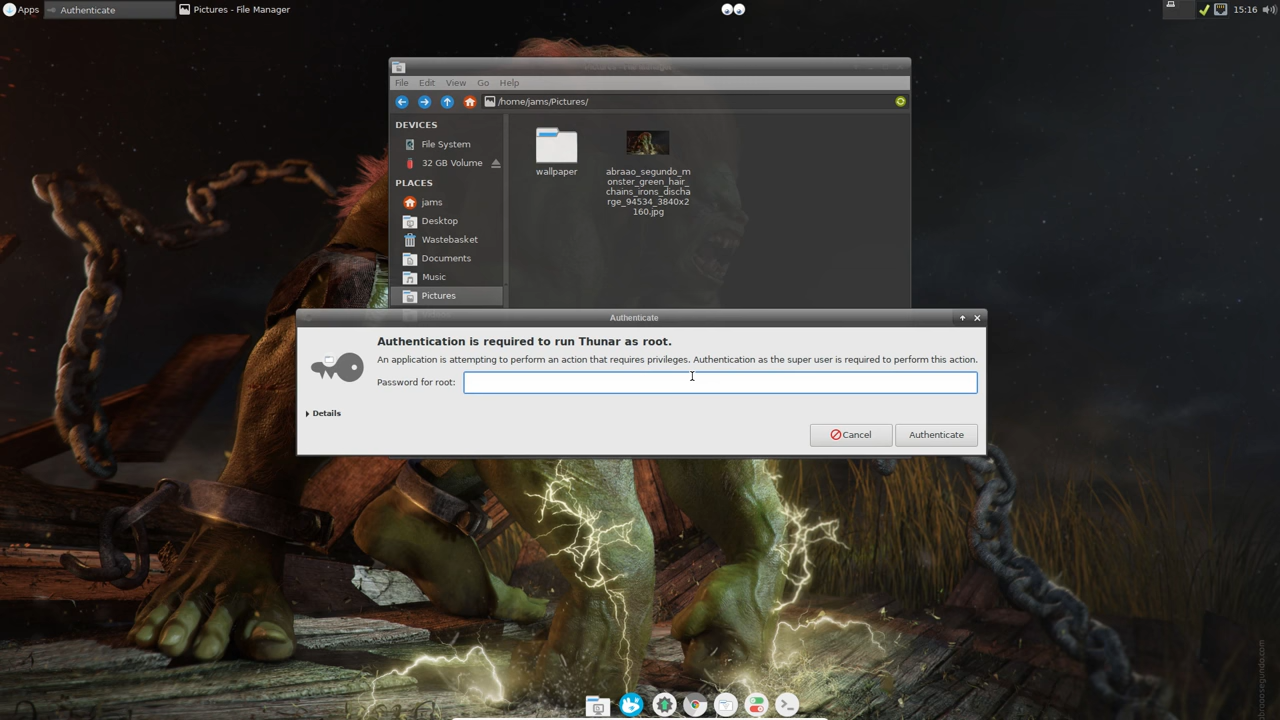 Apps
Authenticate
Pictures - File Manager
15:16
File Edit View Go Help
/home/jams/Pictures/
DEVICES
File System
32 GB Volume
PLACES
jams
Desktop
Wastebasket
Documents
Music
Pictures
wallpaper
abraao_segundo_m
onster_green_hair_
chains_irons_discha
rge_94534_3840x2
160.jpg
Authenticate
Authentication is required to run Thunar as root.
An application is attempting to perform an action that requires privileges. Authentication as the super user is required to perform this action.
Password for root:
Details
Cancel
Authenticate